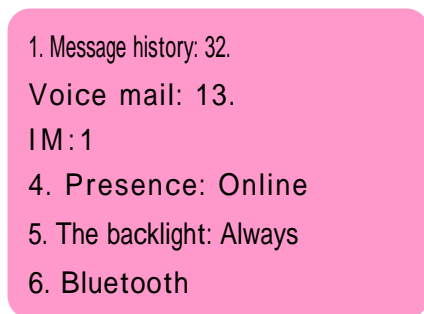 1. Message history: 32.
Voice mail: 13.
IM:1
4. Presence: Online
5. The backlight: Always
6. Bluetooth